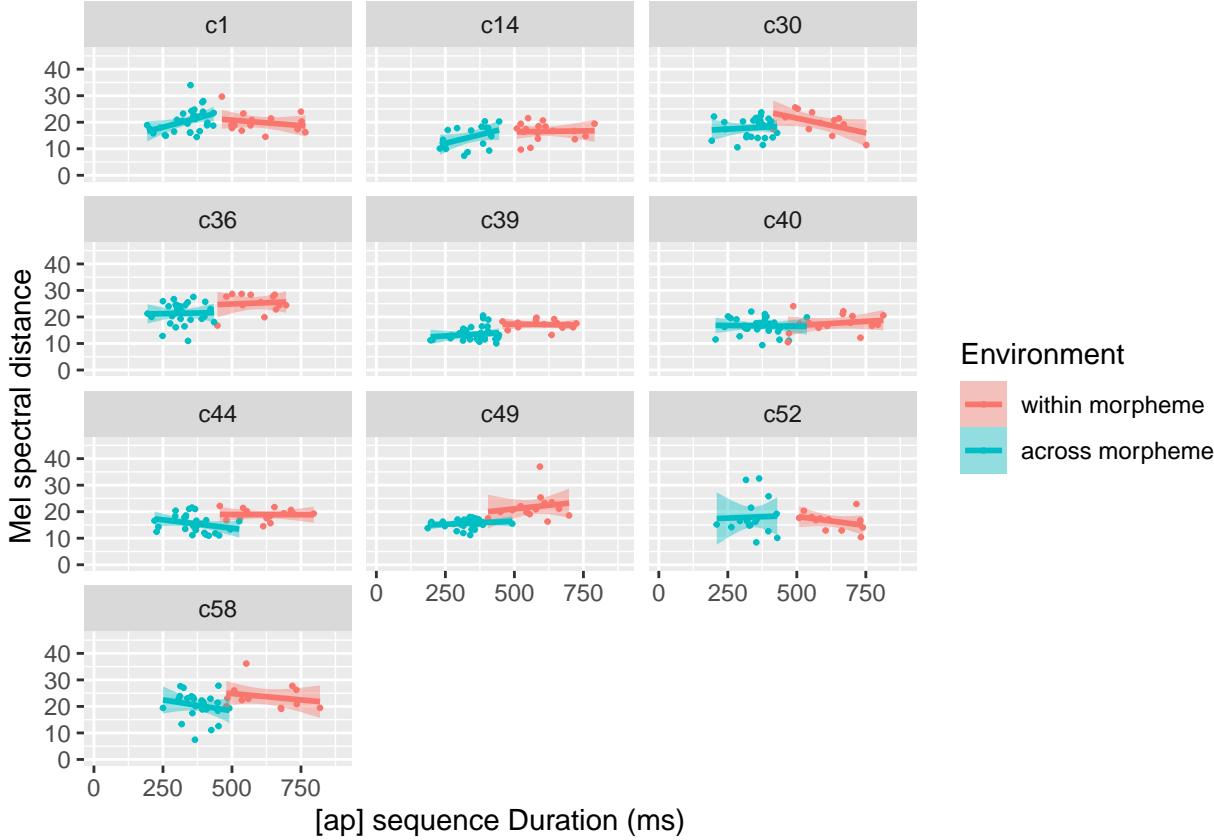 c1 c14 c30
40
30
20
10
0
c36 c39 c40
40
30
20
10
0
c44 c49 c52
40
30
20
10
0
0 250 500 750 0 250 500 750
c58
40
30
20
10
0
0 250 500 750
Mel spectral distance
[ap] sequence Duration (ms)
Environment
within morpheme
across morpheme